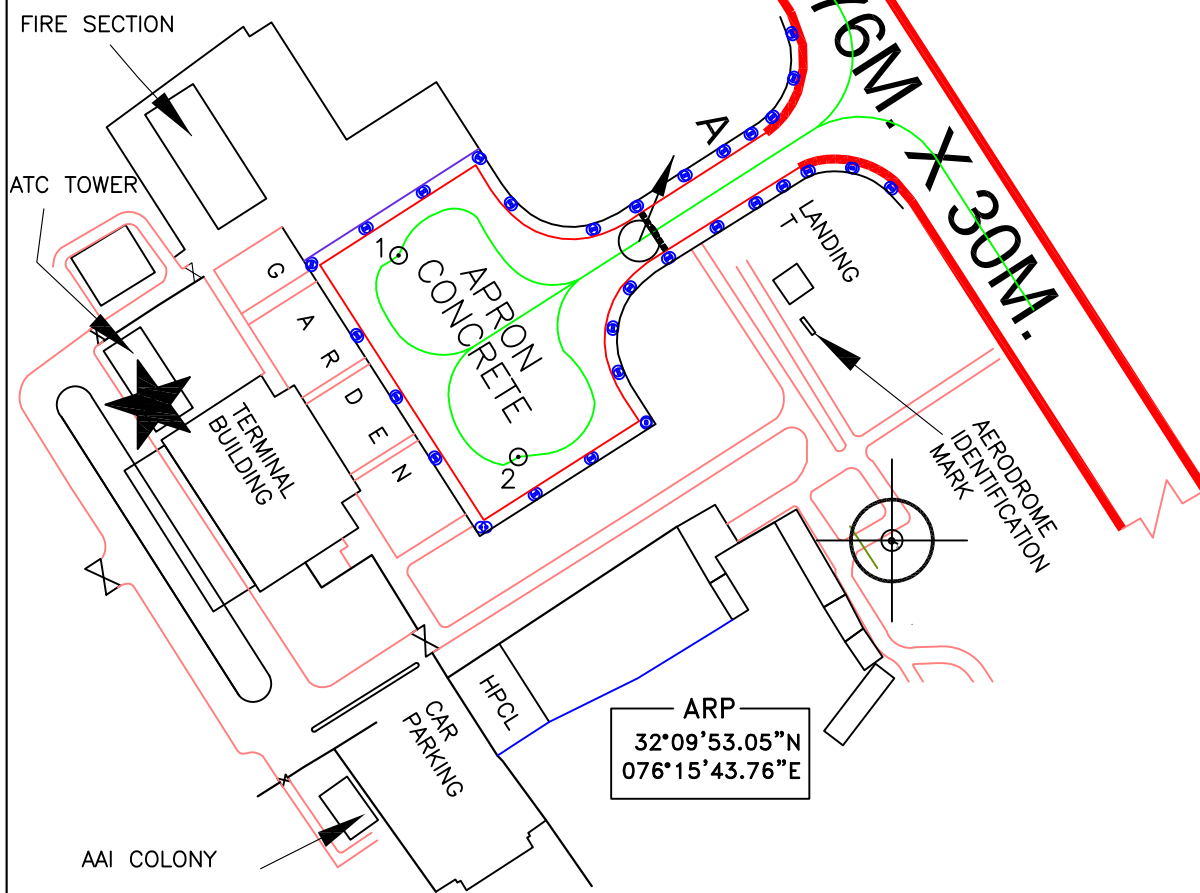 FIRE SECTION
ATC TOWER
76M. X 30M.
A
LANDING
T
1
APRON
CONCRETE
GARDEN
2
TERMINAL
BUILDING
AERODROME
IDENTIFICATION
MARK
HPCL
CAR
PARKING
ARP
32°09'53.05"N
076°15'43.76"E
AAI COLONY